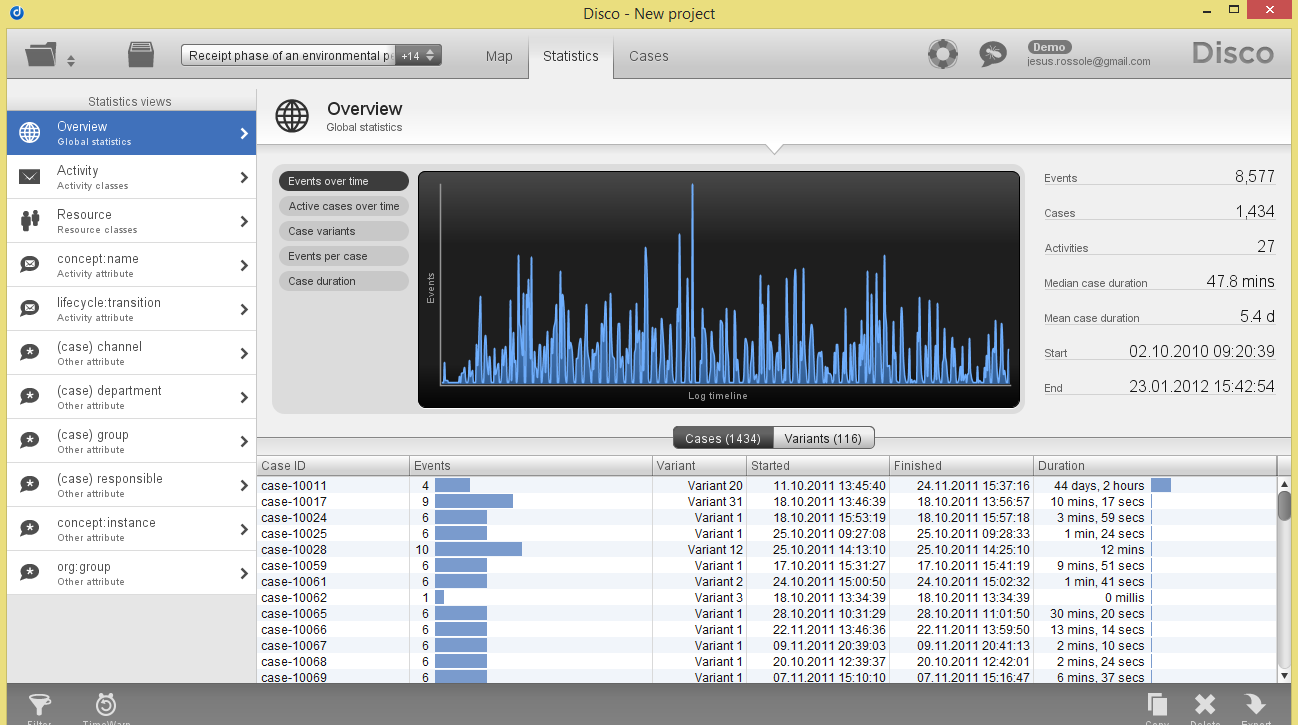 Disco - New project
Receipt phase of an environmental pe +14
Map Statistics Cases
Demo
jesus.rossole@gmail.com
Disco
Statistics views
Overview
Global statistics
Activity
Activity classes
Resource
Resource classes
concept:name
Activity attribute
lifecycle:transition
Activity attribute
(case) channel
Other attribute
(case) department
Other attribute
(case) group
Other attribute
(case) responsible
Other attribute
concept:instance
Other attribute
org:group
Other attribute
Overview
Global statistics
Events over time
Active cases over time
Case variants
Events per case
Case duration
Events
Log timeline
Events 8,577
Cases 1,434
Activities 27
Median case duration 47.8 mins
Mean case duration 5.4 d
Start 02.10.2010 09:20:39
End 23.01.2012 15:42:54
Cases (1434) Variants (116)
Case ID Events Variant Started Finished Duration
case-10011 4 Variant 20 11.10.2011 13:45:40 24.11.2011 15:37:16 44 days, 2 hours
case-10017 9 Variant 31 18.10.2011 13:46:39 18.10.2011 13:56:57 10 mins, 17 secs
case-10024 6 Variant 1 18.10.2011 15:53:19 18.10.2011 15:57:18 3 mins, 59 secs
case-10025 6 Variant 1 25.10.2011 09:27:08 25.10.2011 09:28:33 1 min, 24 secs
case-10028 10 Variant 12 25.10.2011 14:13:10 25.10.2011 14:25:10 12 mins
case-10059 6 Variant 1 17.10.2011 15:31:27 17.10.2011 15:41:19 9 mins, 51 secs
case-10061 6 Variant 2 24.10.2011 15:00:50 24.10.2011 15:02:32 1 min, 41 secs
case-10062 1 Variant 3 18.10.2011 13:34:39 18.10.2011 13:34:39 0 millis
case-10065 6 Variant 1 28.10.2011 10:31:29 28.10.2011 11:01:50 30 mins, 20 secs
case-10066 6 Variant 1 22.11.2011 13:46:36 22.11.2011 13:59:50 13 mins, 14 secs
case-10067 6 Variant 1 09.11.2011 20:39:03 09.11.2011 20:41:13 2 mins, 10 secs
case-10068 6 Variant 1 20.10.2011 12:39:37 20.10.2011 12:42:01 2 mins, 24 secs
case-10069 6 Variant 1 07.11.2011 15:10:10 07.11.2011 15:16:47 6 mins, 37 secs
Filter TimeWarp Copy Delete Export